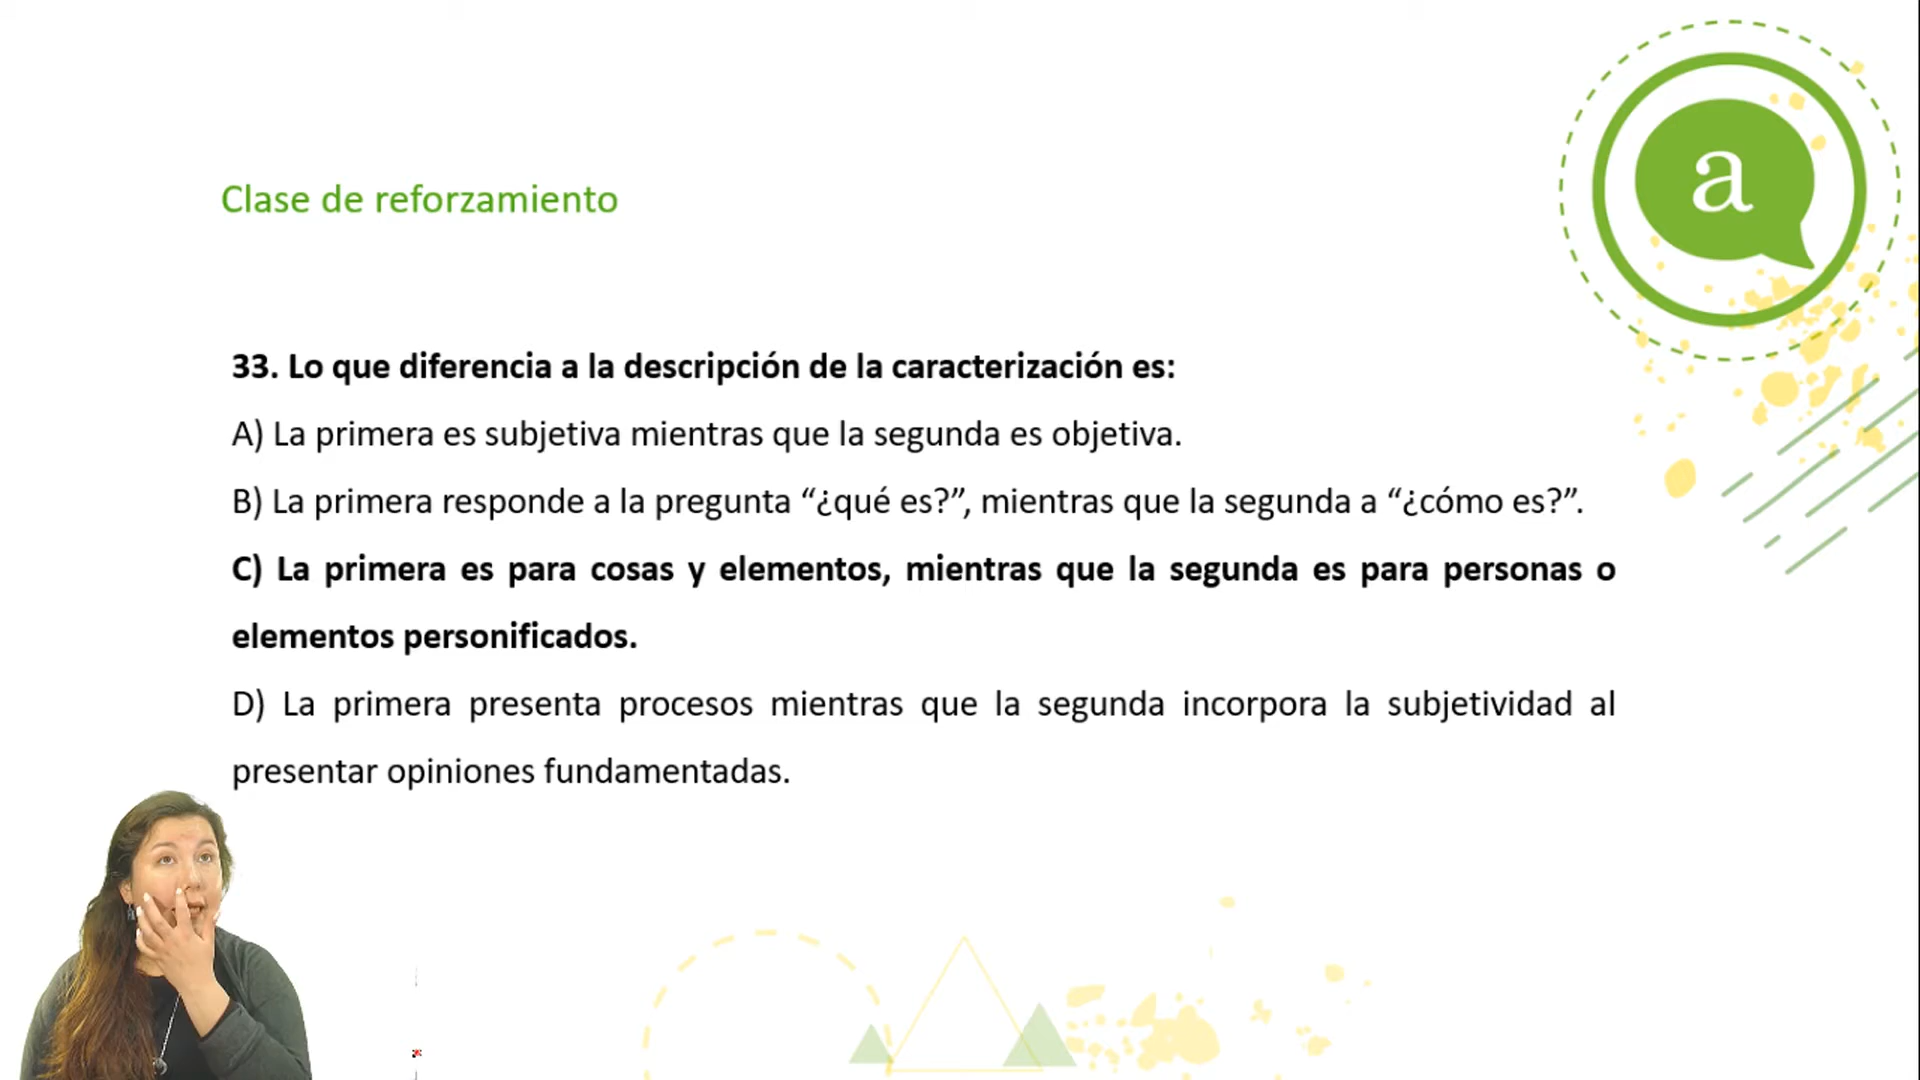 a
Clase de reforzamiento
33. Lo que diferencia a la descripción de la caracterización es:
A) La primera es subjetiva mientras que la segunda es objetiva.
B) La primera responde a la pregunta “¿qué es?”, mientras que la segunda a “¿cómo es?”.
C) La primera es para cosas y elementos, mientras que la segunda es para personas o
elementos personificados.
D) La primera presenta procesos mientras que la segunda incorpora la subjetividad al
presentar opiniones fundamentadas.